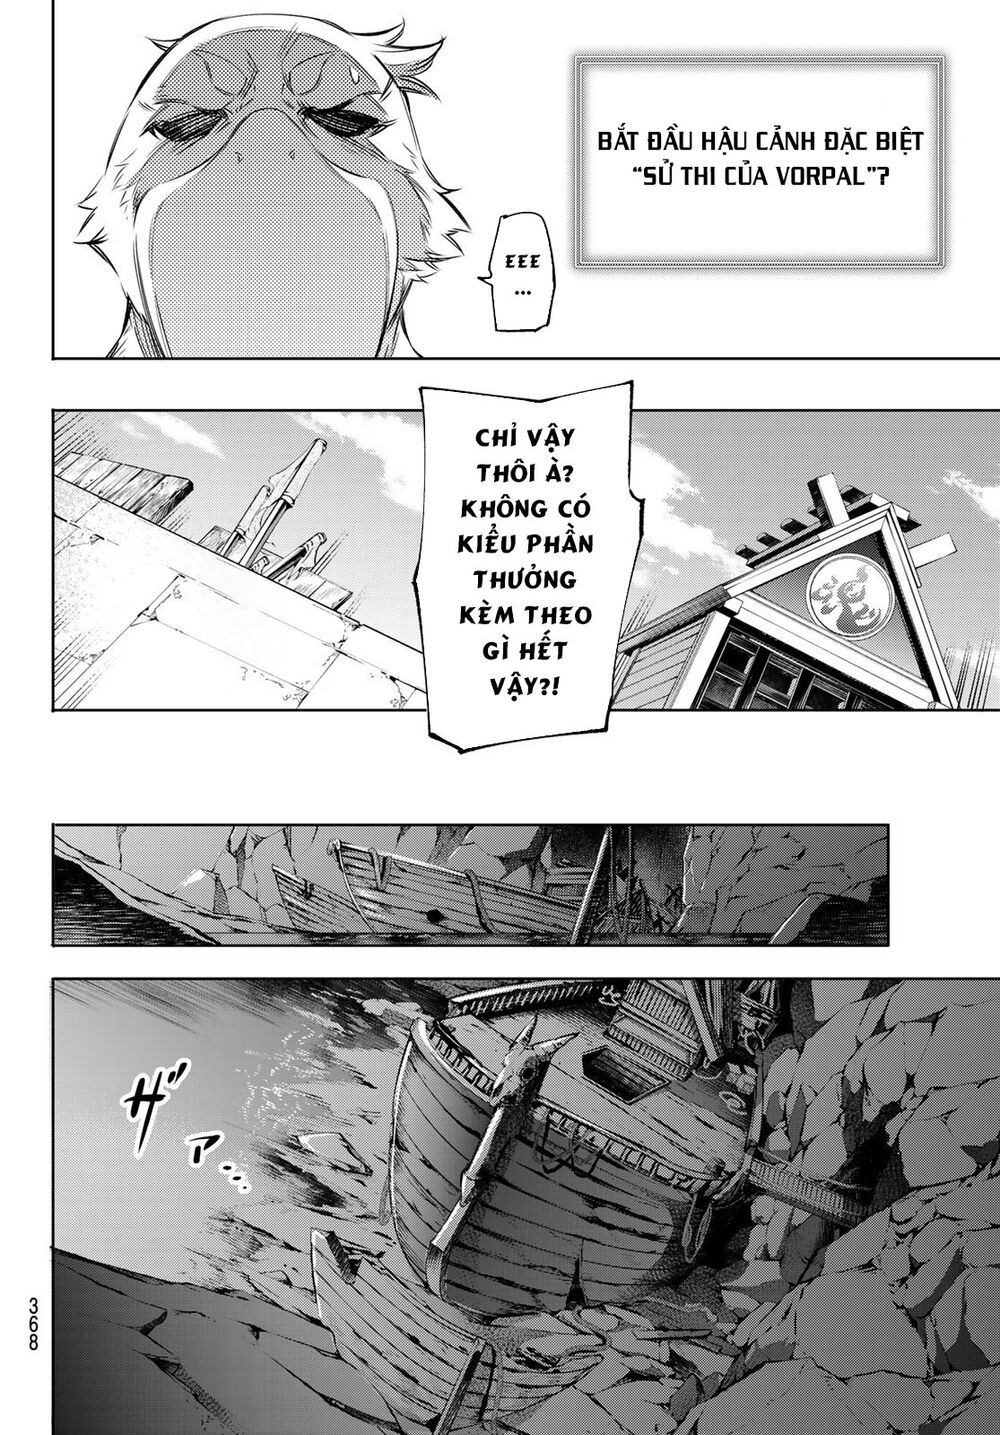 BẮT ĐẦU HẬU CẢNH ĐẶC BIỆT
“SỬ THI CỦA VORPAL”?
EEE
...
CHỈ VẬY
THÔI À?
KHÔNG CÓ
KIỂU PHẦN
THƯỞNG
KÈM THEO
GÌ HẾT
VẬY?!
ザ
ア...
368